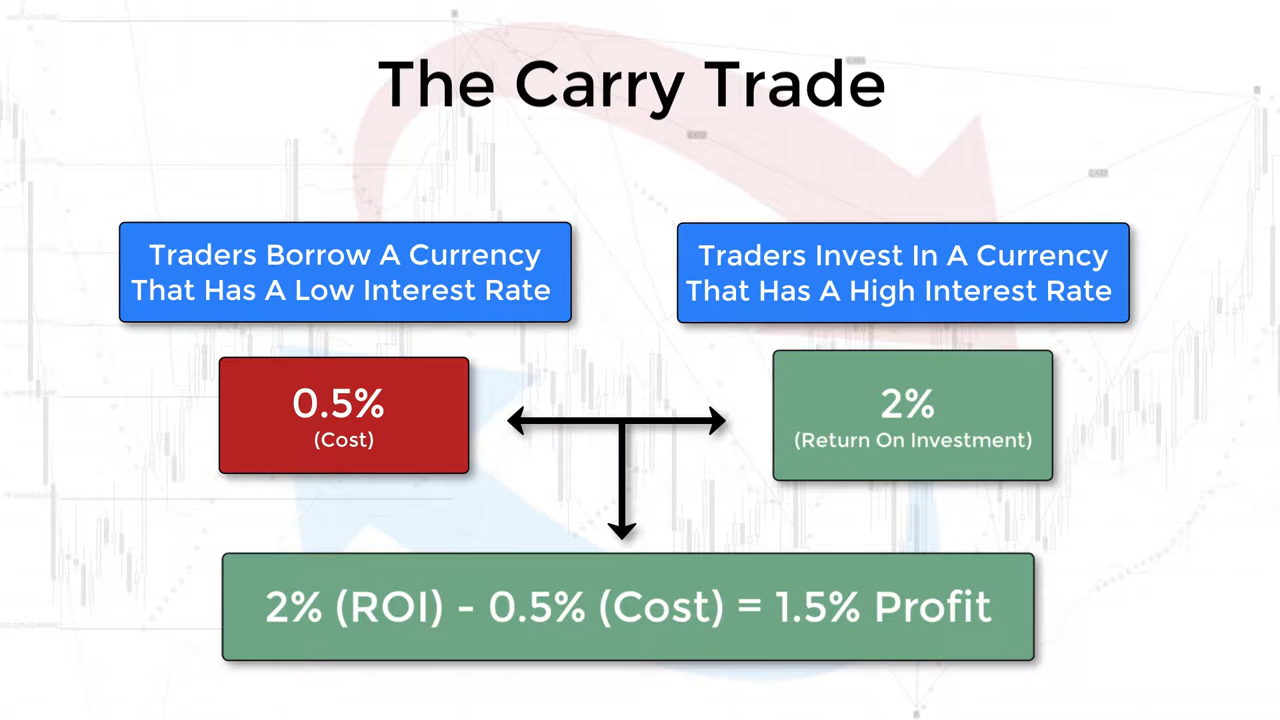 The Carry Trade
Traders Borrow A Currency
That Has A Low Interest Rate
Traders Invest In A Currency
That Has A High Interest Rate
0.5%
(Cost)
2%
(Return On Investment)
2% (ROI) - 0.5% (Cost) = 1.5% Profit